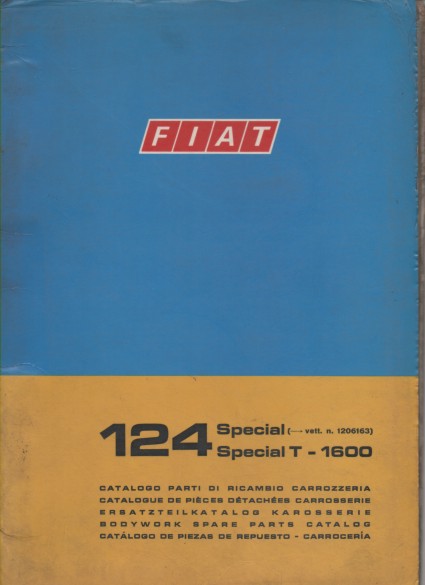 FIAT
124 Special (⟶ vett. n. 1206163)
Special T - 1600
CATALOGO PARTI DI RICAMBIO CARROZZERIA
CATALOGUE DE PIÈCES DÉTACHÉES CARROSSERIE
ERSATZTEILKATALOG KAROSSERIE
BODYWORK SPARE PARTS CATALOG
CATÁLOGO DE PIEZAS DE REPUESTO - CARROCERÍA